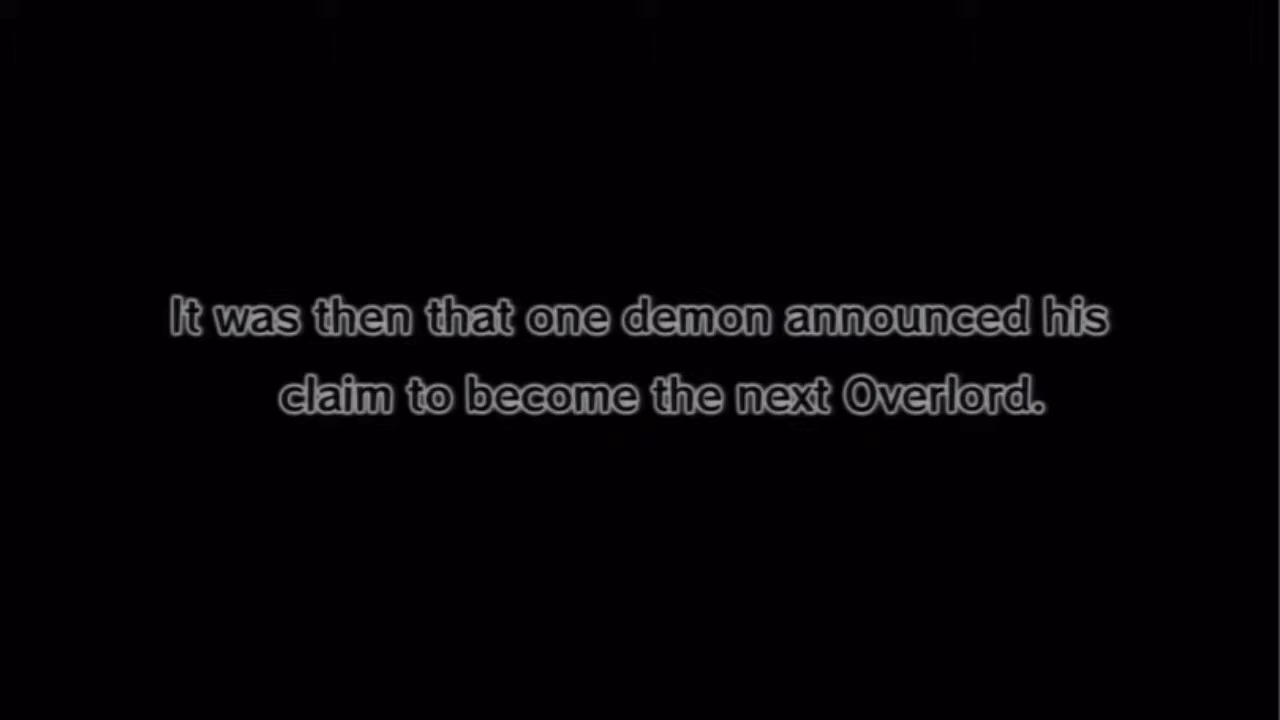 It was then that one demon announced his
claim to become the next Overlord.